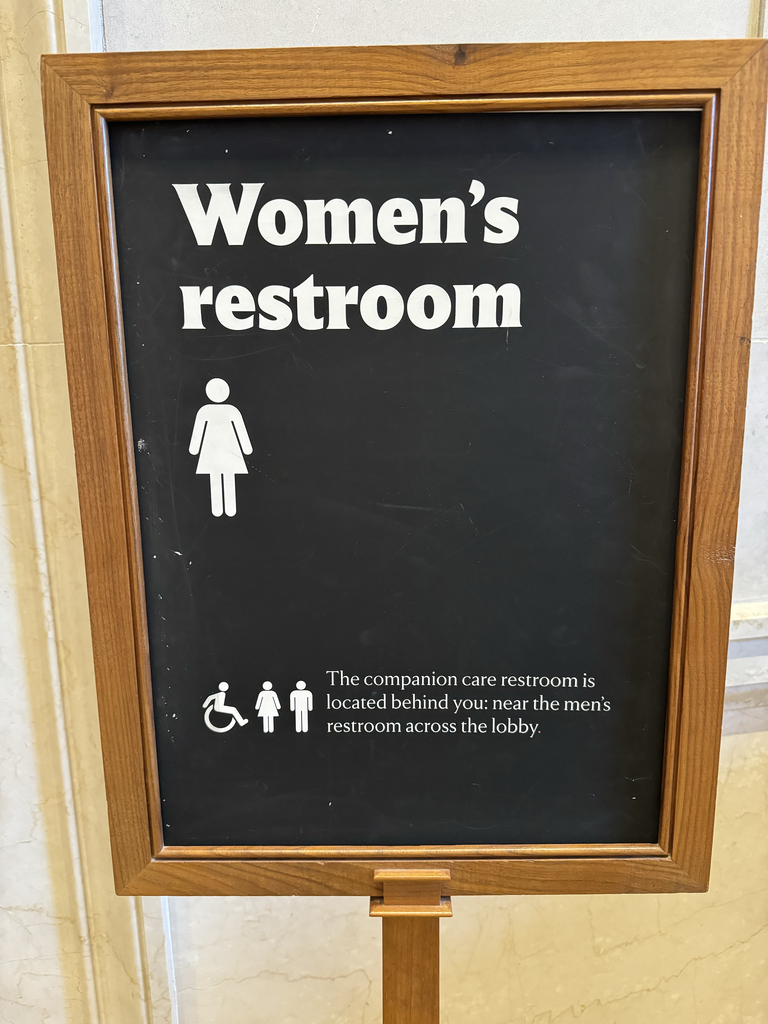 Women’s
restroom
The companion care restroom is
located behind you: near the men’s
restroom across the lobby.